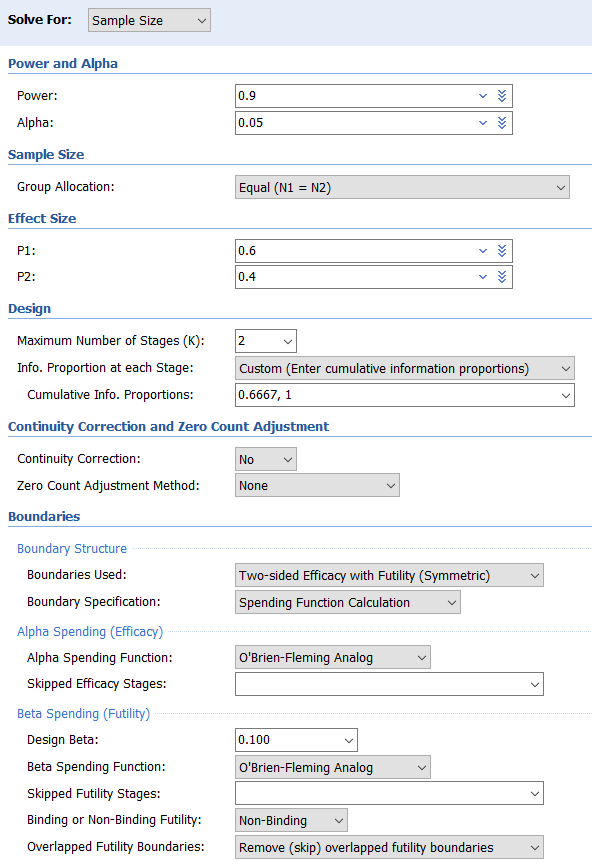 Solve For: Sample Size
Power and Alpha
Power: 0.9
Alpha: 0.05
Sample Size
Group Allocation: Equal (N1 = N2)
Effect Size
P1: 0.6
P2: 0.4
Design
Maximum Number of Stages (K): 2
Info. Proportion at each Stage: Custom (Enter cumulative information proportions)
Cumulative Info. Proportions: 0.6667, 1
Continuity Correction and Zero Count Adjustment
Continuity Correction: No
Zero Count Adjustment Method: None
Boundaries
Boundary Structure
Boundaries Used: Two-sided Efficacy with Futility (Symmetric)
Boundary Specification: Spending Function Calculation
Alpha Spending (Efficacy)
Alpha Spending Function: O'Brien-Fleming Analog
Skipped Efficacy Stages:
Beta Spending (Futility)
Design Beta: 0.100
Beta Spending Function: O'Brien-Fleming Analog
Skipped Futility Stages:
Binding or Non-Binding Futility: Non-Binding
Overlapped Futility Boundaries: Remove (skip) overlapped futility boundaries